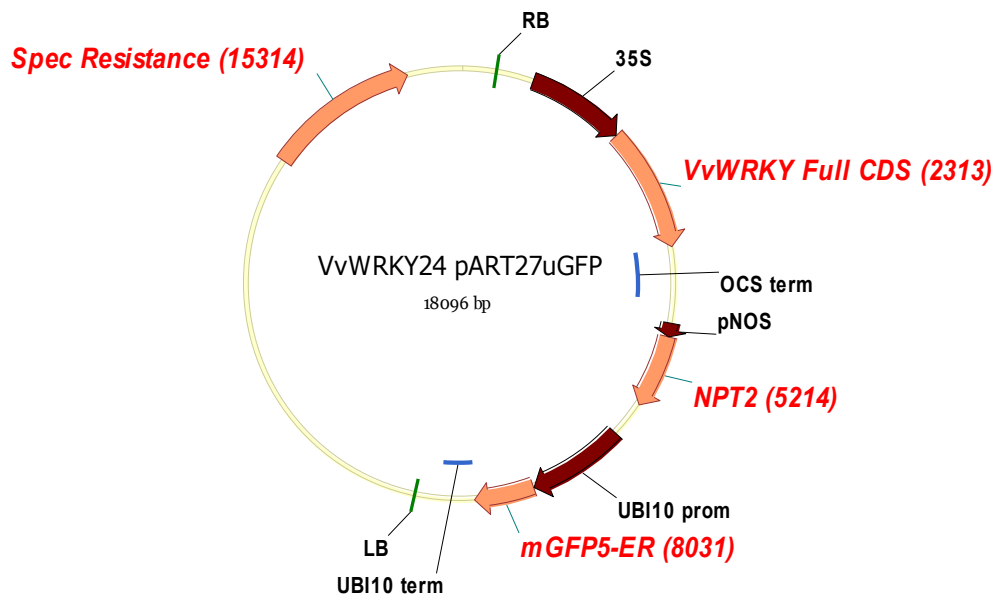 RB
Spec Resistance (15314)
35S
VvWRKY Full CDS (2313)
VvWRKY24 pART27uGFP
18096 bp
OCS term
pNOS
NPT2 (5214)
UBI10 prom
mGFP5-ER (8031)
LB
UBI10 term